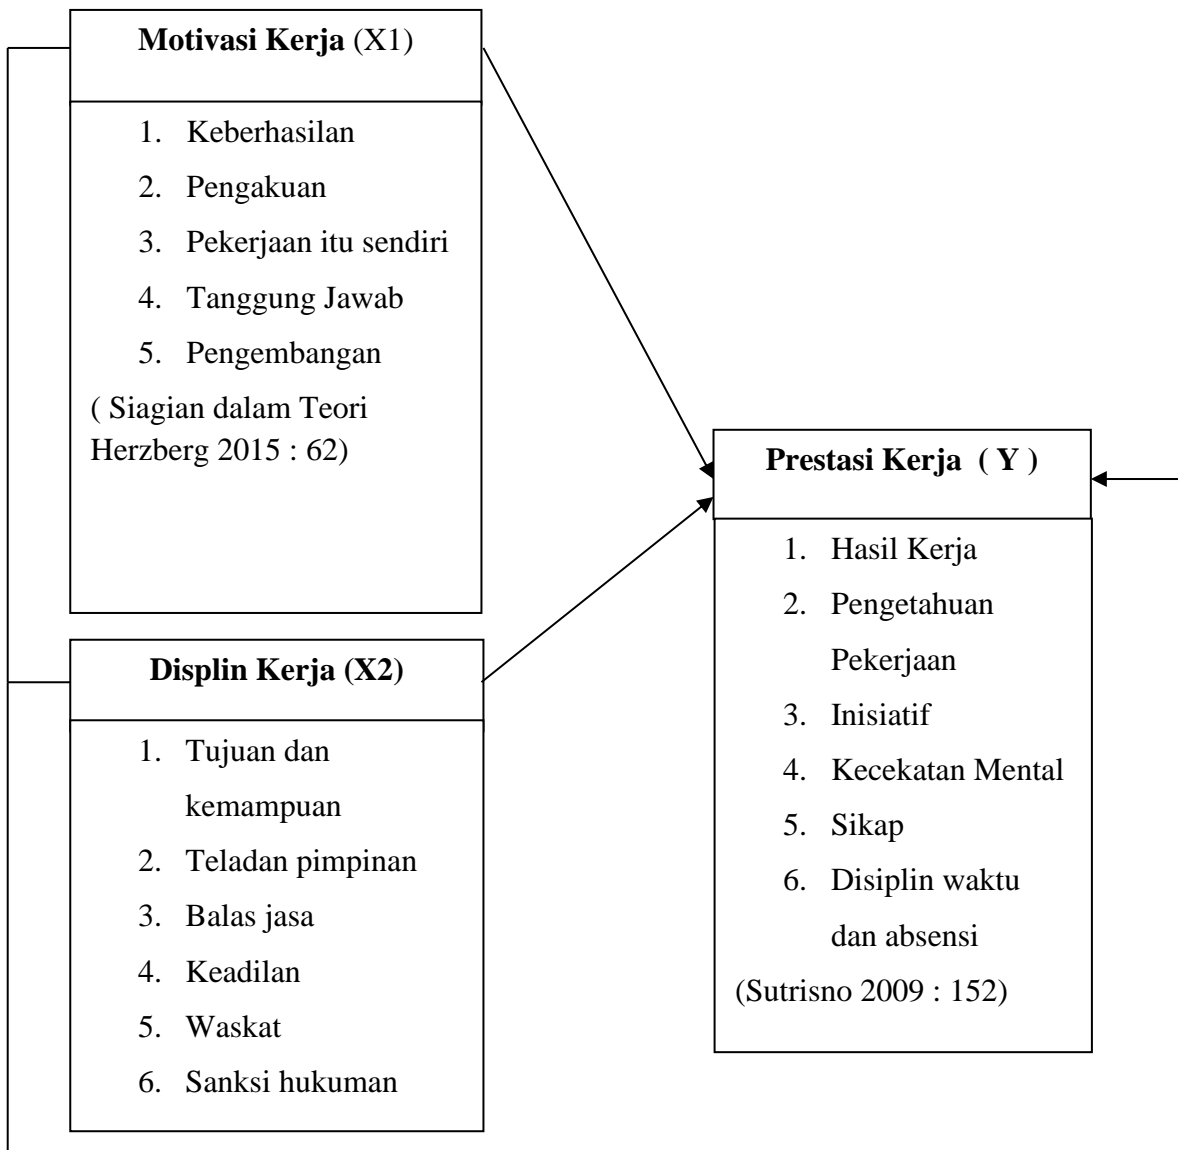 Motivasi Kerja (X1)
1. Keberhasilan
2. Pengakuan
3. Pekerjaan itu sendiri
4. Tanggung Jawab
5. Pengembangan
( Siagian dalam Teori
Herzberg 2015 : 62)
Displin Kerja (X2)
1. Tujuan dan
kemampuan
2. Teladan pimpinan
3. Balas jasa
4. Keadilan
5. Waskat
6. Sanksi hukuman
Prestasi Kerja ( Y )
1. Hasil Kerja
2. Pengetahuan
Pekerjaan
3. Inisiatif
4. Kecekatan Mental
5. Sikap
6. Disiplin waktu
dan absensi
(Sutrisno 2009 : 152)